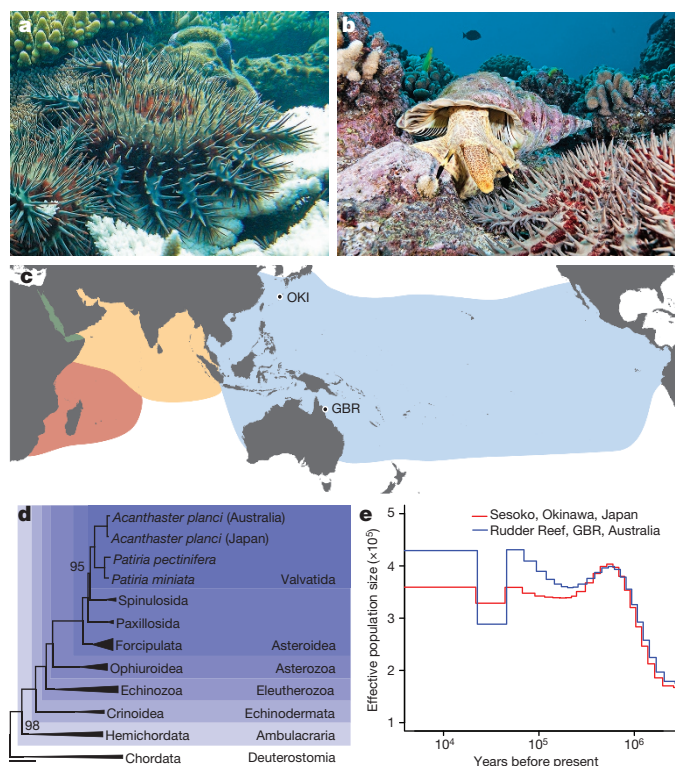 a
b
c
OKI
GBR
d
Acanthaster planci (Australia)
Acanthaster planci (Japan)
Patiria pectinifera
95
Patiria miniata
Valvatida
Spinulosida
Paxillosida
Forcipulata
Asteroidea
Ophiuroidea
Asterozoa
Echinozoa
Eleutherozoa
Crinoidea
Echinodermata
98
Hemichordata
Ambulacraria
Chordata
Deuterostomia
e
Sesoko, Okinawa, Japan
Rudder Reef, GBR, Australia
Effective population size (×10⁵)
5
4
3
2
1
10⁴
10⁵
10⁶
Years before present